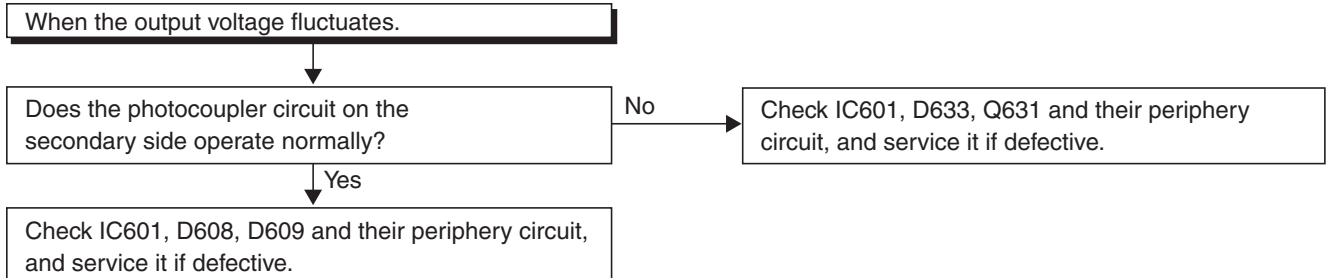 When the output voltage fluctuates.
Does the photocoupler circuit on the
secondary side operate normally?
No
Check IC601, D633, Q631 and their periphery
circuit, and service it if defective.
Yes
Check IC601, D608, D609 and their periphery circuit,
and service it if defective.